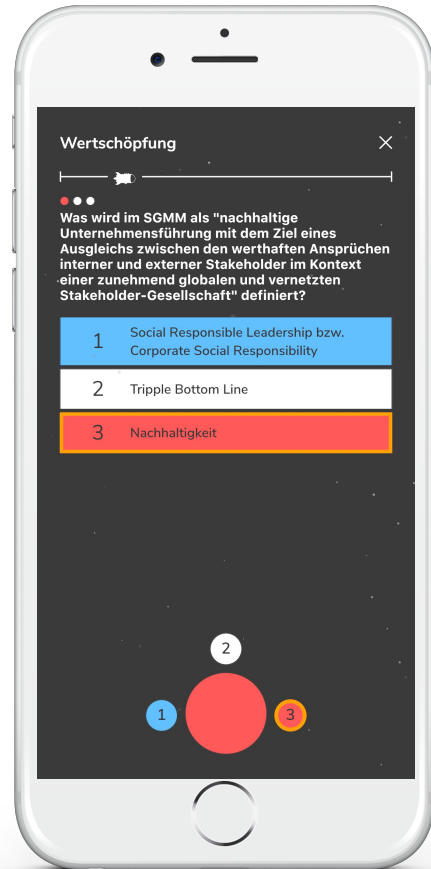 Wertschöpfung
Was wird im SGMM als "nachhaltige
Unternehmensführung mit dem Ziel eines
Ausgleichs zwischen den werthaften Ansprüchen
interner und externer Stakeholder im Kontext
einer zunehmend globalen und vernetzten
Stakeholder-Gesellschaft" definiert?
1 Social Responsible Leadership bzw.
Corporate Social Responsibility
2 Tripple Bottom Line
3 Nachhaltigkeit
2
1 3